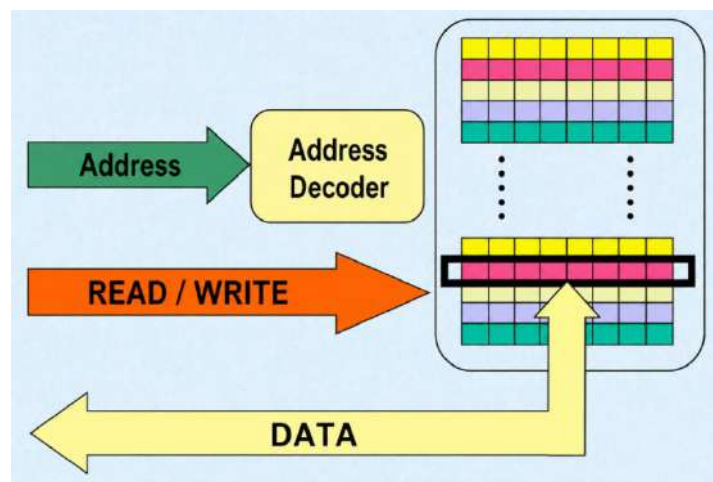 Address
Address
Decoder
READ / WRITE
DATA